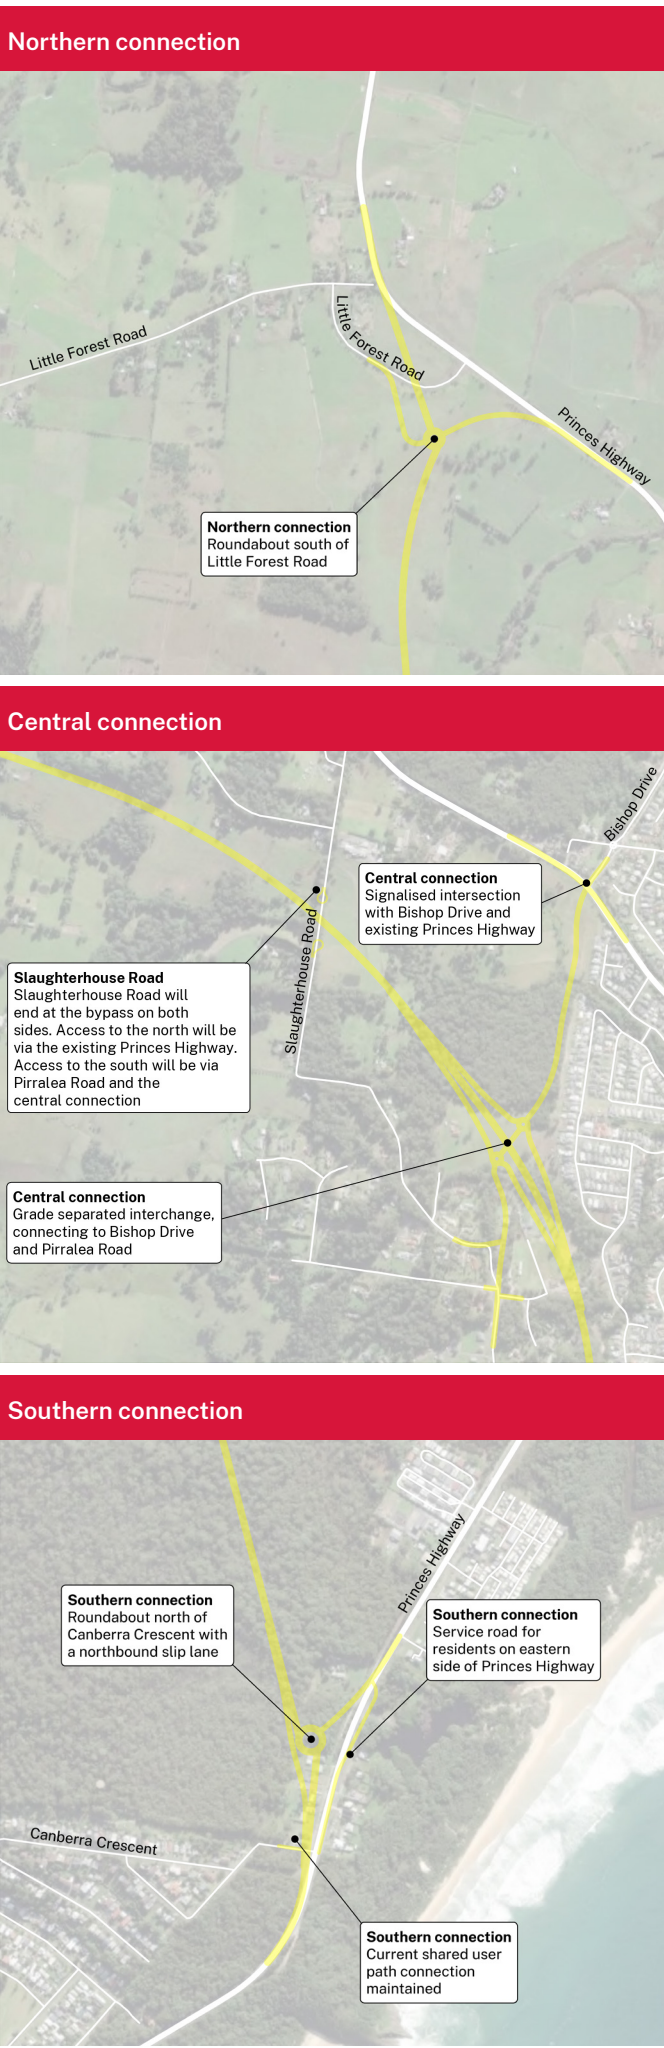 Northern connection
Little Forest Road
Little Forest Road
Princes Highway
Northern connection
Roundabout south of
Little Forest Road
Central connection
Bishop Drive
Central connection
Signalised intersection
with Bishop Drive and
existing Princes Highway
Slaughterhouse Road
Slaughterhouse Road
Slaughterhouse Road will
end at the bypass on both
sides. Access to the north will be
via the existing Princes Highway.
Access to the south will be via
Pirralea Road and the
central connection
Central connection
Grade separated interchange,
connecting to Bishop Drive
and Pirralea Road
Southern connection
Princes Highway
Southern connection
Roundabout north of
Canberra Crescent with
a northbound slip lane
Southern connection
Service road for
residents on eastern
side of Princes Highway
Canberra Crescent
Southern connection
Current shared user
path connection
maintained